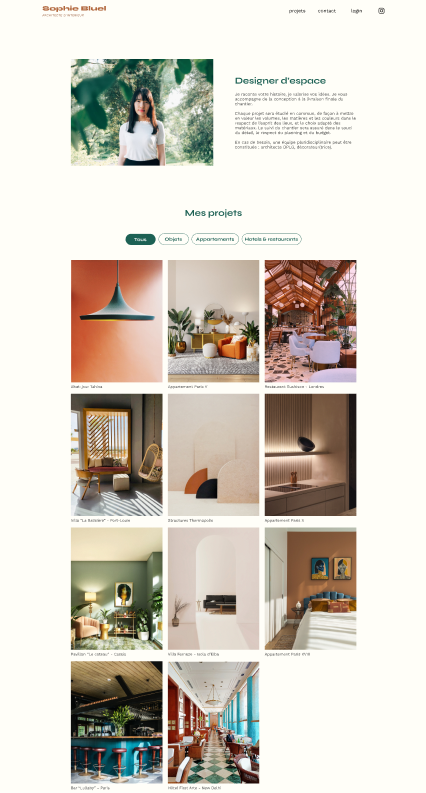 Sophie Bluel
ARCHITECTE D'INTÉRIEUR
projets contact login
Designer d'espace
Je raconte votre histoire, je valorise vos idées. Je vous
accompagne de la conception à la livraison finale du
chantier.
Chaque projet sera étudié en commun, de façon à mettre
en valeur les volumes, les matières et les couleurs dans le
respect de l'esprit des lieux, et le choix adapté des
matériaux. Le suivi du chantier sera assuré dans le souci
du détail, le respect du planning et du budget.
En cas de besoin, une équipe pluridisciplinaire peut être
constituée : architecte DPLG, décorateur(trice).
Mes projets
Tous Objets Appartements Hotels & restaurants
Abat-jour Tahina
Appartement Paris V
Restaurant Sushisen - Londres
Villa "La Balisière" - Port-Louis
Structures Thermopolis
Appartement Paris X
Pavillon "Le coteau" - Cassis
Villa Ferneze - Isola d'Elba
Appartement Paris XVIII
Bar "Lullaby" - Paris
Hôtel First Arte - New Delhi